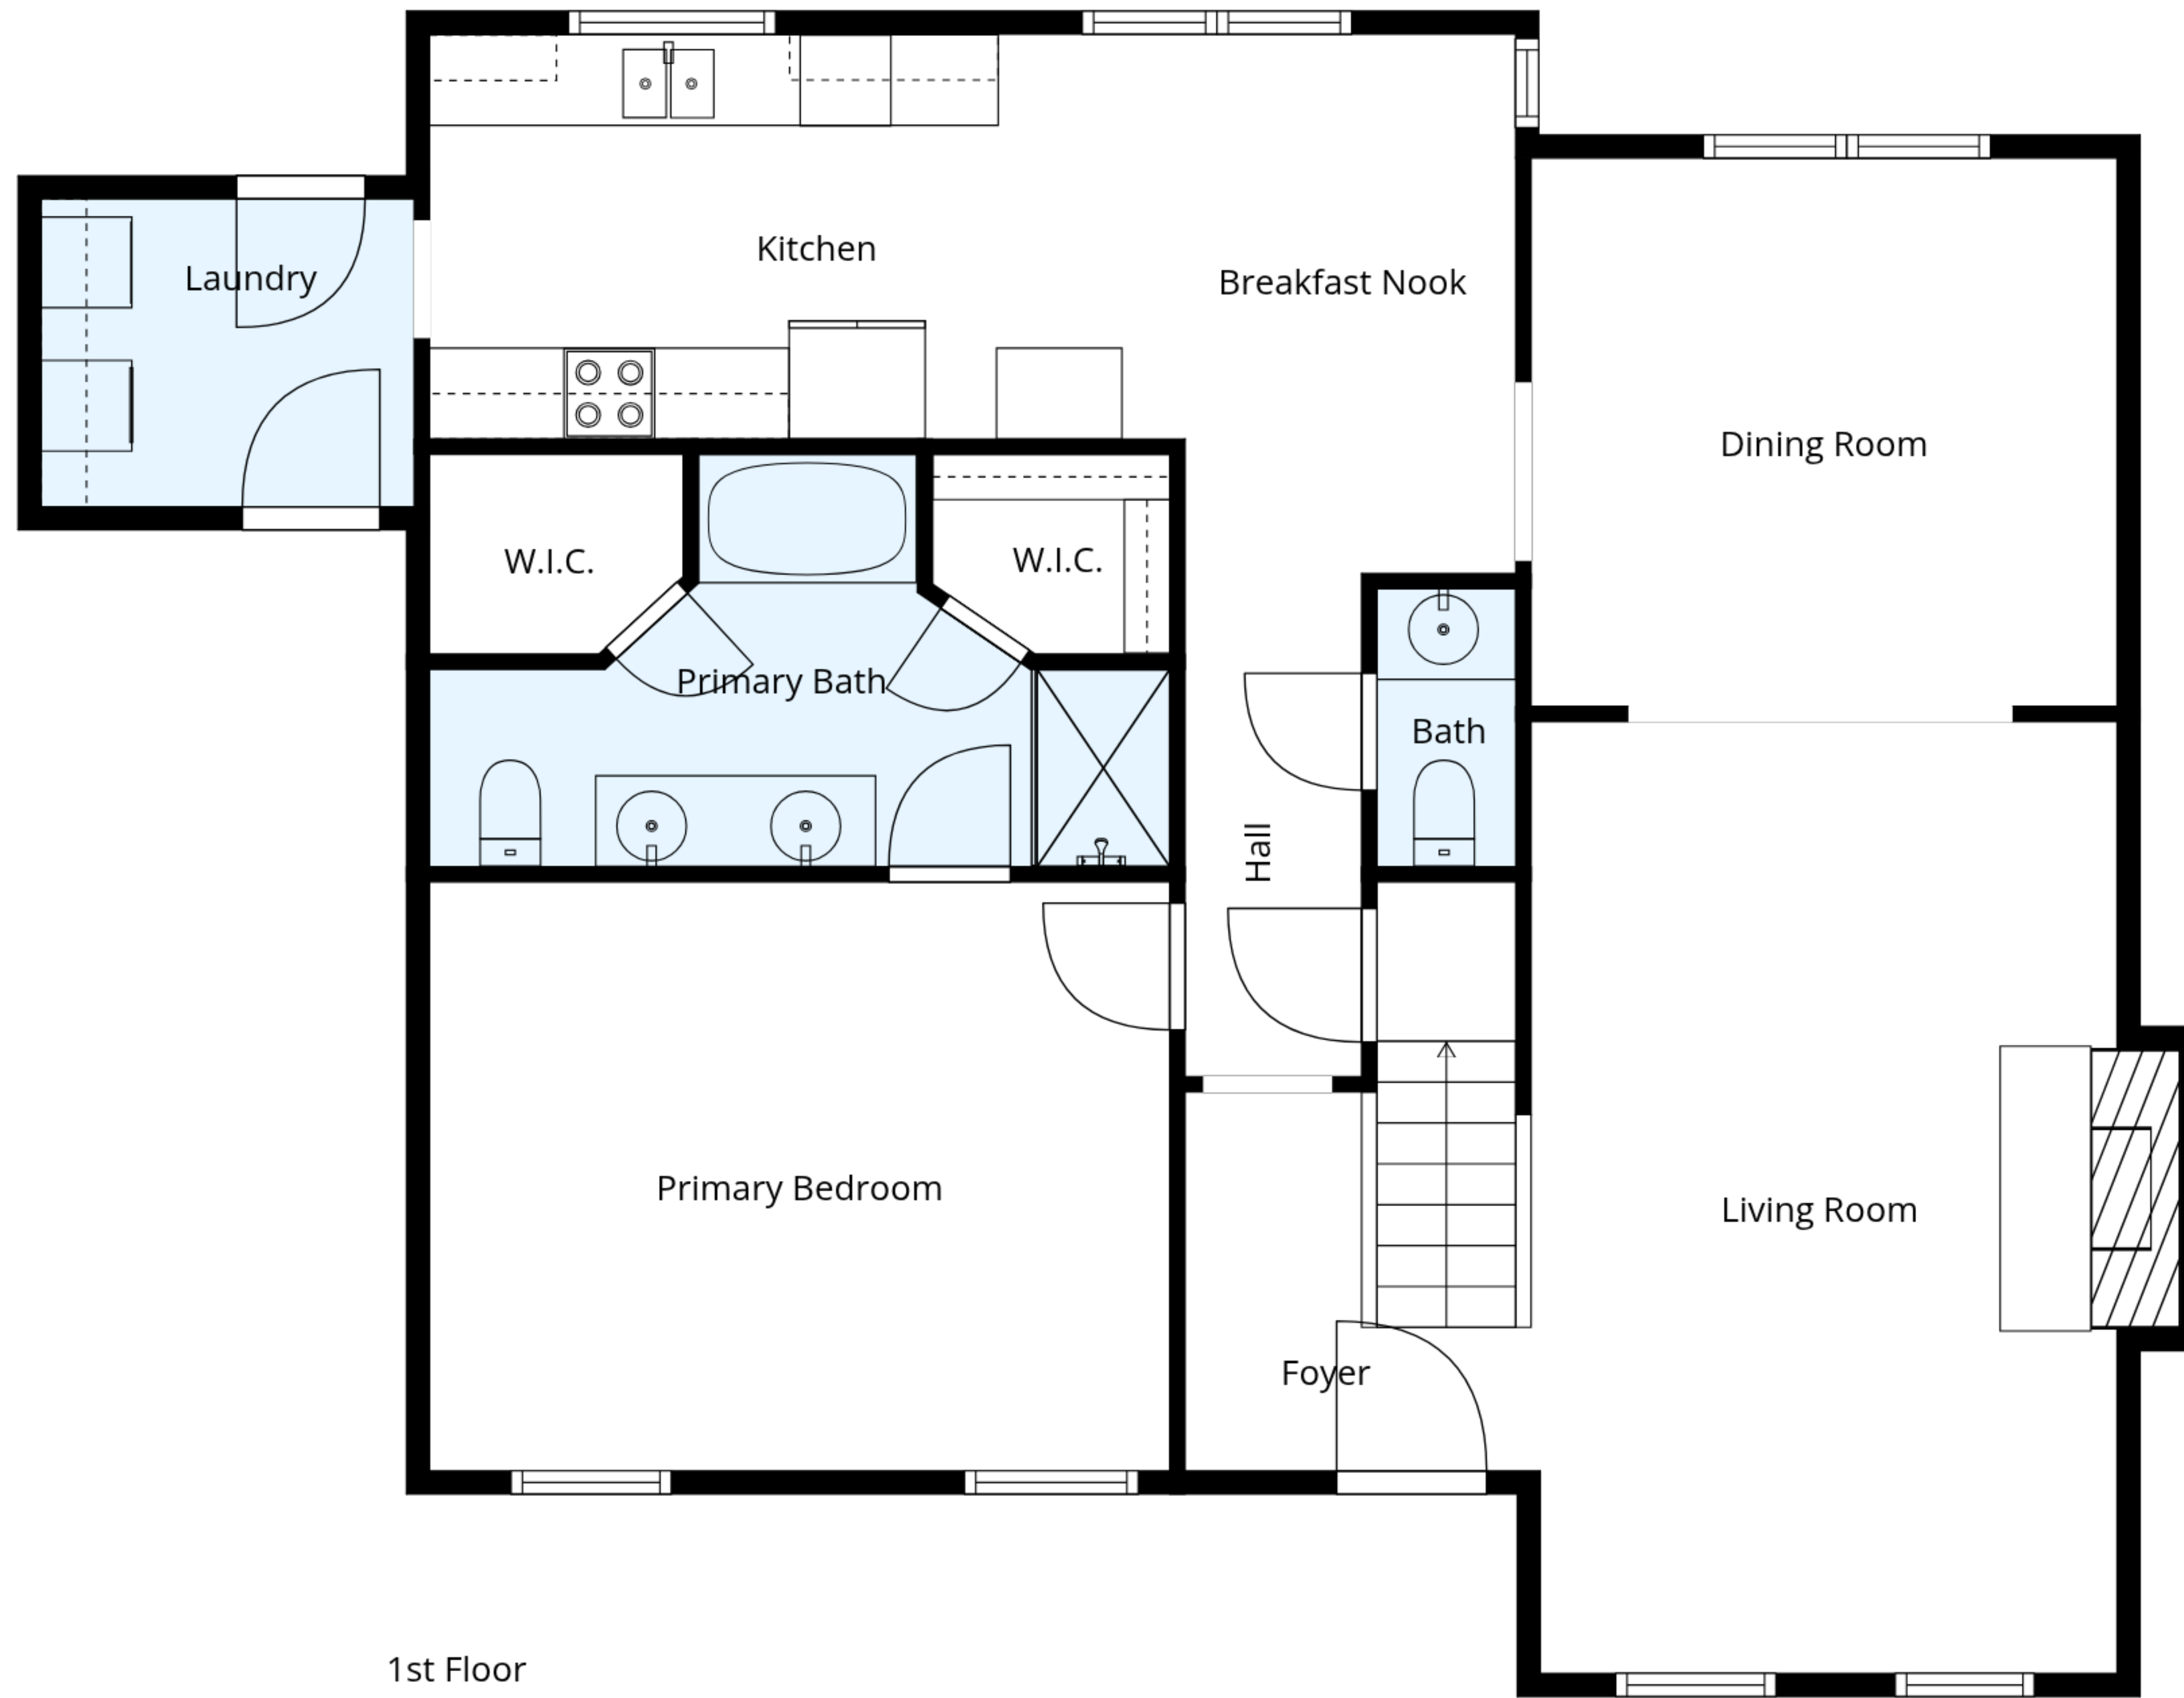 Kitchen
Laundry
Breakfast Nook
Dining Room
W.I.C.
W.I.C.
Primary Bath
Bath
Hall
Primary Bedroom
Living Room
Foyer
1st Floor